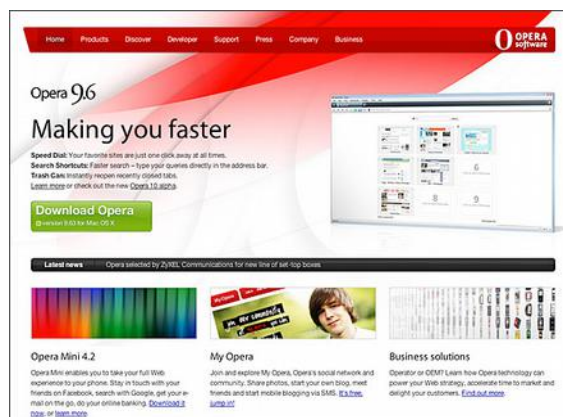 Home Products Discover Developer Support Press Company Business
OPERA
software
Opera 9.6
Making you faster
Speed Dial: Your favorite sites are just one click away at all times.
Search Shortcuts: Faster search – type your queries directly in the address bar.
Trash Can: Instantly reopen recently closed tabs.
Learn more or check out the new Opera 10 alpha.
Download Opera
version 9.63 for Mac OS X
6
8
9
Latest news Opera selected by ZyXEL Communications for new line of set-top boxes
My Opera
Opera Mini 4.2
Opera Mini enables you to take your full Web
experience to your phone. Stay in touch with your
friends on Facebook, search with Google, get your e-
mail on the go, do your online banking. Download it
now, or learn more.
My Opera
Join and explore My Opera, Opera's social network and
community. Share photos, start your own blog, meet
friends and start mobile blogging via SMS. It's free,
jump in!
Business solutions
Operator or OEM? Learn how Opera technology can
power your Web strategy, accelerate time to market and
delight your customers. Find out more.